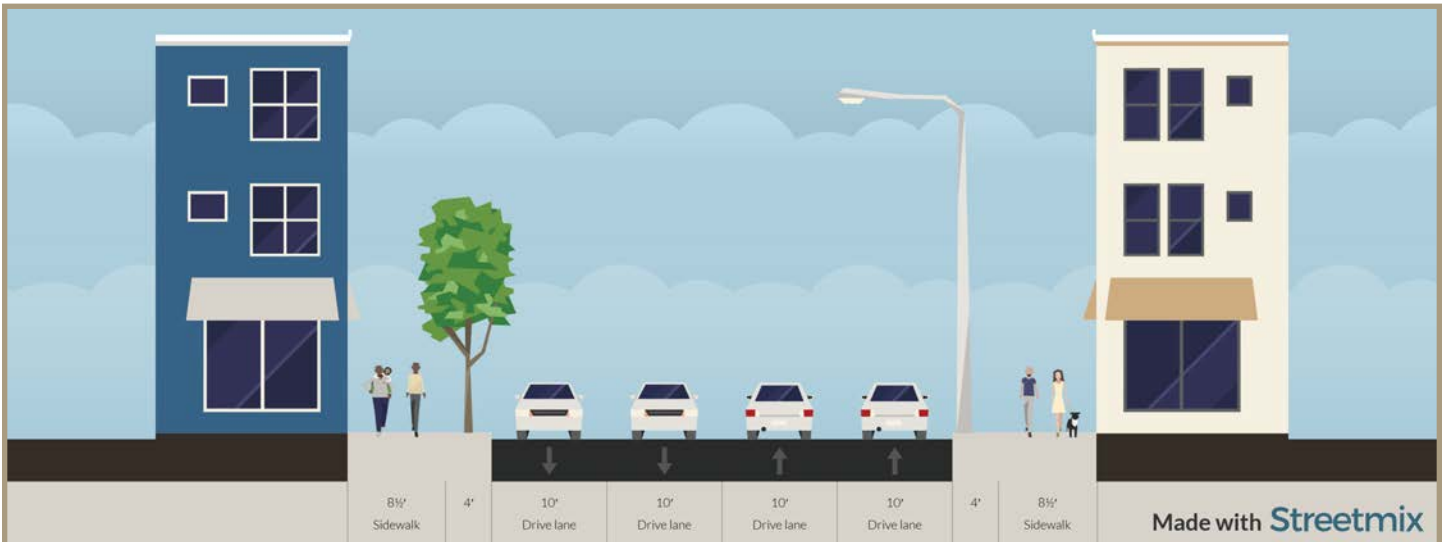 8½'
Sidewalk
4'
10'
Drive lane
10'
Drive lane
10'
Drive lane
10'
Drive lane
4'
8½'
Sidewalk
Made with Streetmix